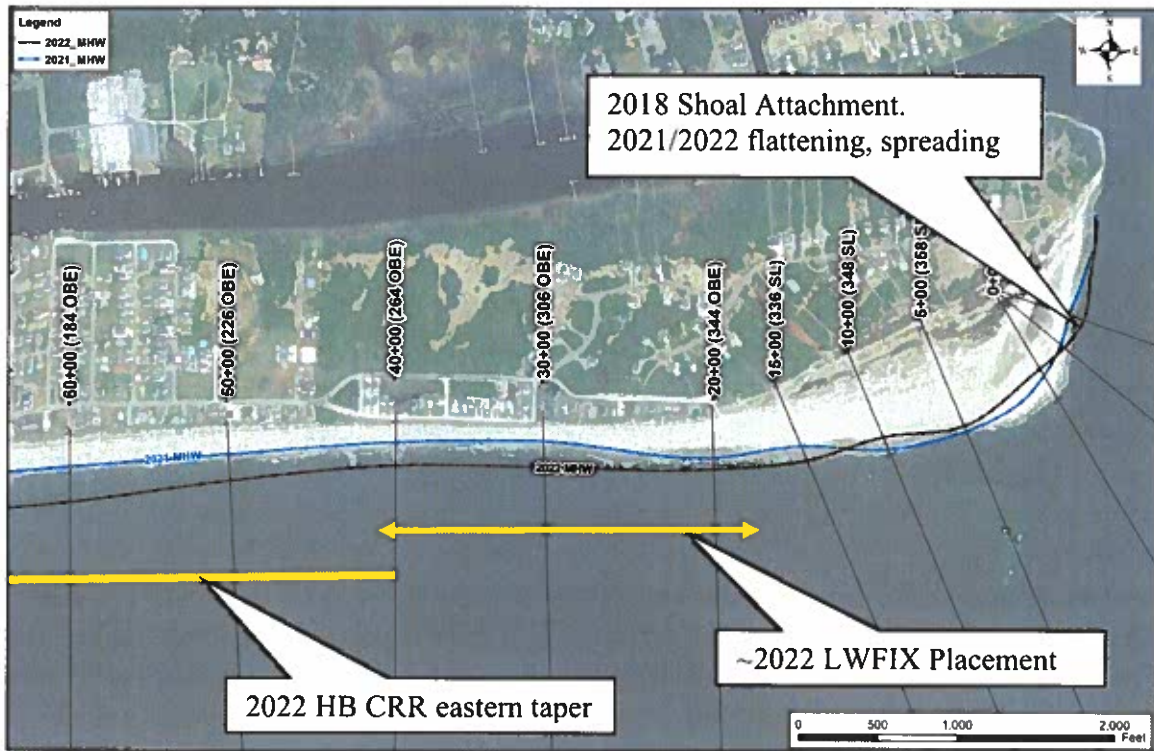 Legend
2022_MHW
2021_MHW
N
W
E
2018 Shoal Attachment.
2021/2022 flattening, spreading
60+00 (184 OBE)
50+00 (226 OBE)
40+00 (264 OBE)
30+00 (306 OBE)
20+00 (344 OBE)
15+00 (336 SL)
10+00 (348 SL)
5+00 (368 S
2021-MHW
2022-MHW
~2022 LWFIX Placement
2022 HB CRR eastern taper
0 500 1,000 2,000
Feet